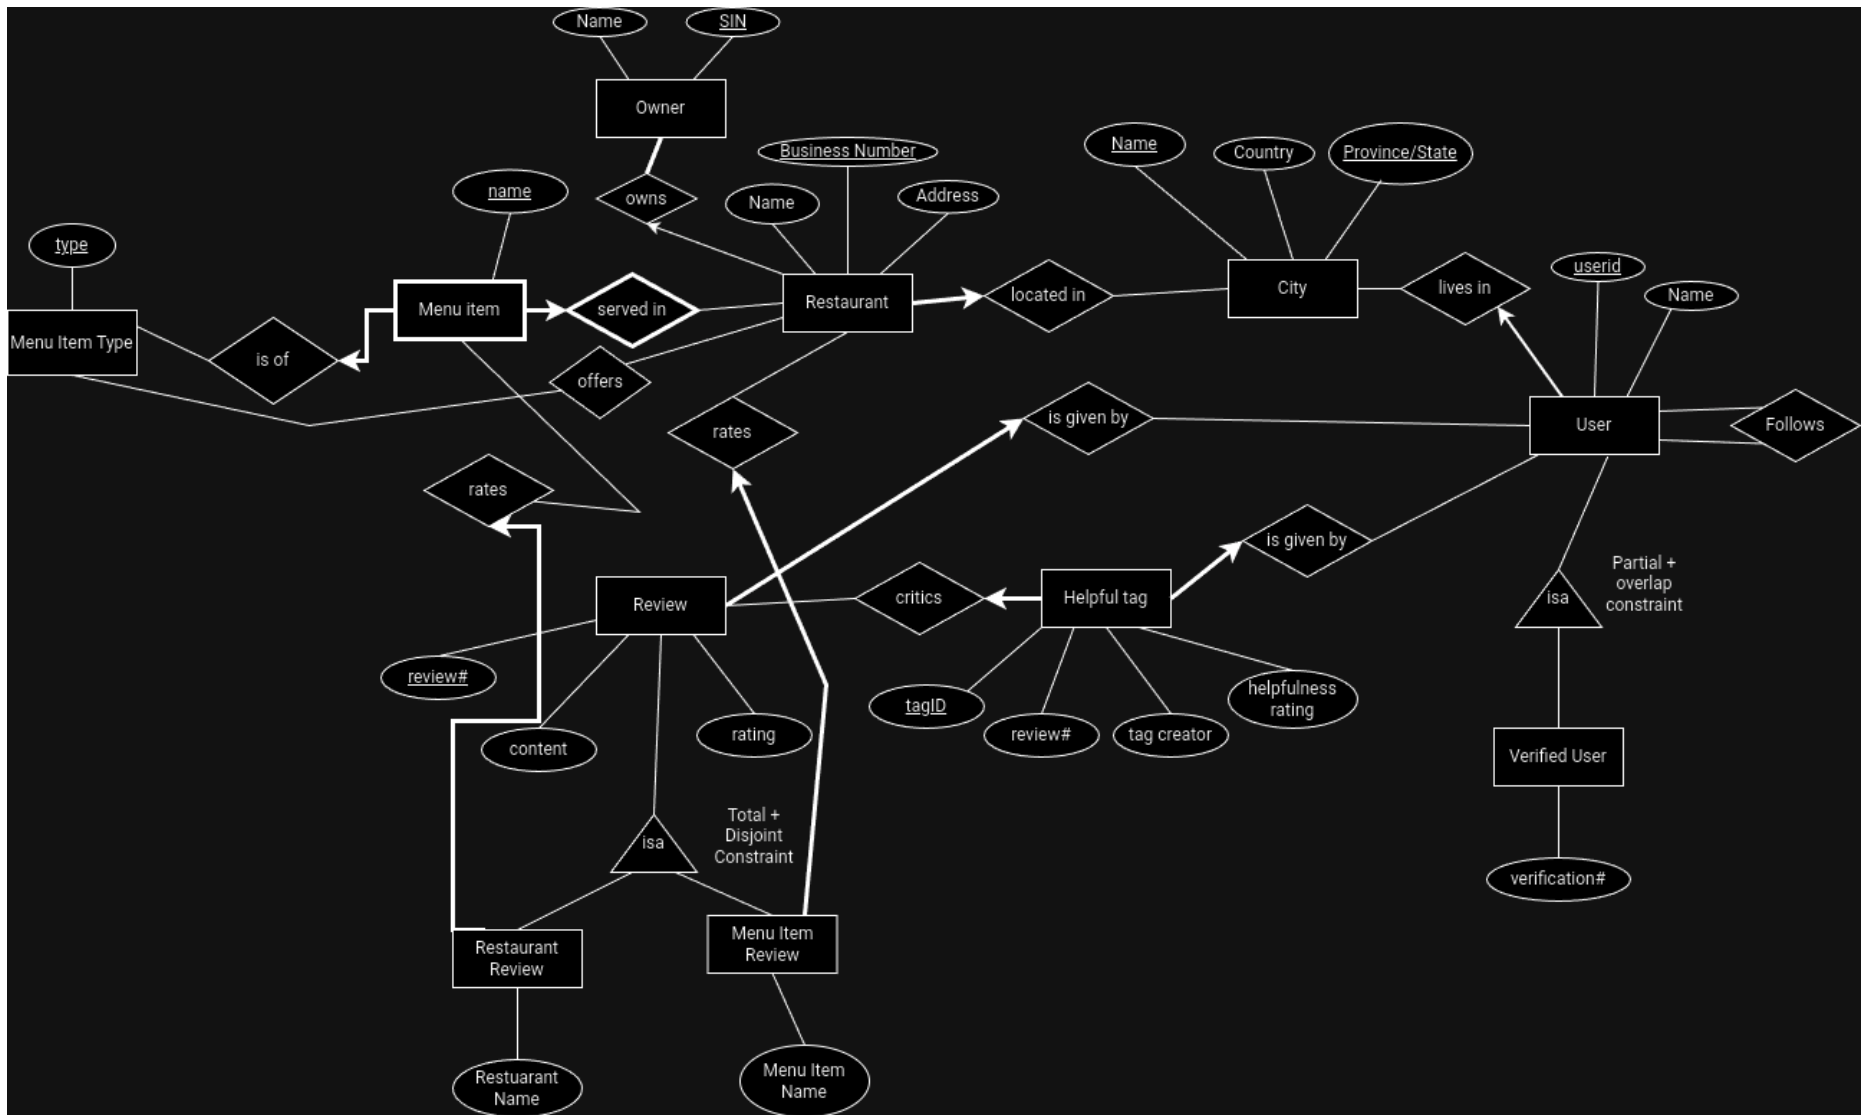 Name
SIN
Owner
owns
Business Number
Name
Address
name
type
Menu Item Type
is of
Menu item
served in
Restaurant
offers
located in
Name
Country
Province/State
City
lives in
userid
Name
User
Follows
rates
rates
is given by
is given by
Review
critics
Helpful tag
isa
Partial +
overlap
constraint
review#
content
rating
tagID
review#
tag creator
helpfulness
rating
Verified User
verification#
isa
Total +
Disjoint
Constraint
Restaurant
Review
Menu Item
Review
Restuarant
Name
Menu Item
Name